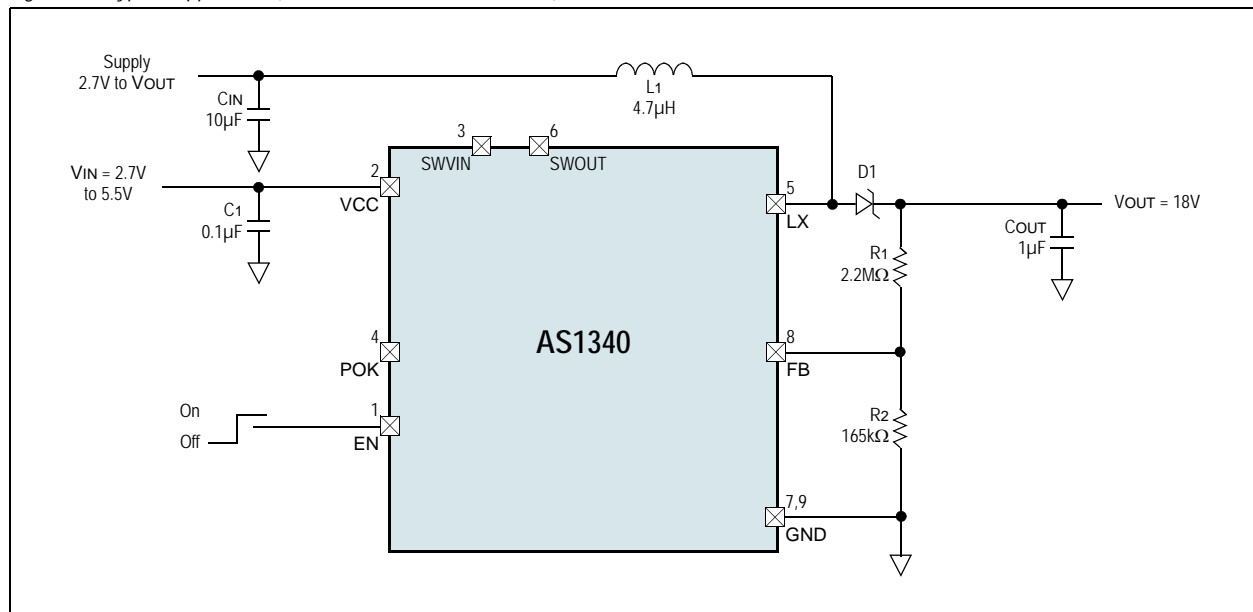 Supply
2.7V to VOUT
CIN
10µF
L1
4.7µH
3
6
SWVIN
SWOUT
VIN = 2.7V
to 5.5V
2
VCC
C1
0.1µF
5
LX
D1
VOUT = 18V
COUT
1µF
R1
2.2MΩ
AS1340
4
POK
8
FB
On
Off
1
EN
R2
165kΩ
7,9
GND